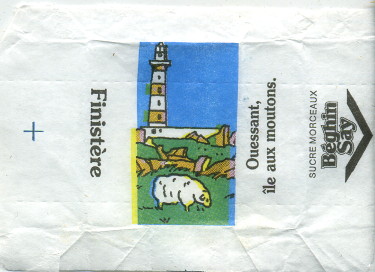 Finistère
Ouessant,
île aux moutons.
SUCRE MORCEAUX
Béghin
Say